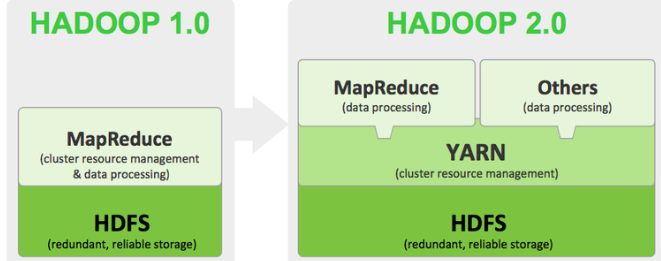 HADOOP 1.0
MapReduce
(cluster resource management
& data processing)
HDFS
(redundant, reliable storage)
HADOOP 2.0
MapReduce
(data processing)
Others
(data processing)
YARN
(cluster resource management)
HDFS
(redundant, reliable storage)